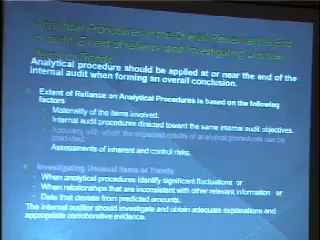 Analytical Procedures in the Overall Review at the End
of audit, Extent of reliance and Investigating Unusual
Items or Trends
Analytical procedure should be applied at or near the end of the
internal audit when forming an overall conclusion.
Extent of Reliance on Analytical Procedures is based on the following
factors
Materiality of the items involved.
Internal audit procedures directed toward the same internal audit objectives.
Accuracy with which the expected results of analytical procedures can be
predicted
Assessments of inherent and control risks.
Investigating Unusual Items or Trends
When analytical procedures identify significant fluctuations or
When relationships that are inconsistent with other relevant information or
Data that deviate from predicted amounts.
The internal auditor should investigate and obtain adequate explanations and
appropriate corroborative evidence.